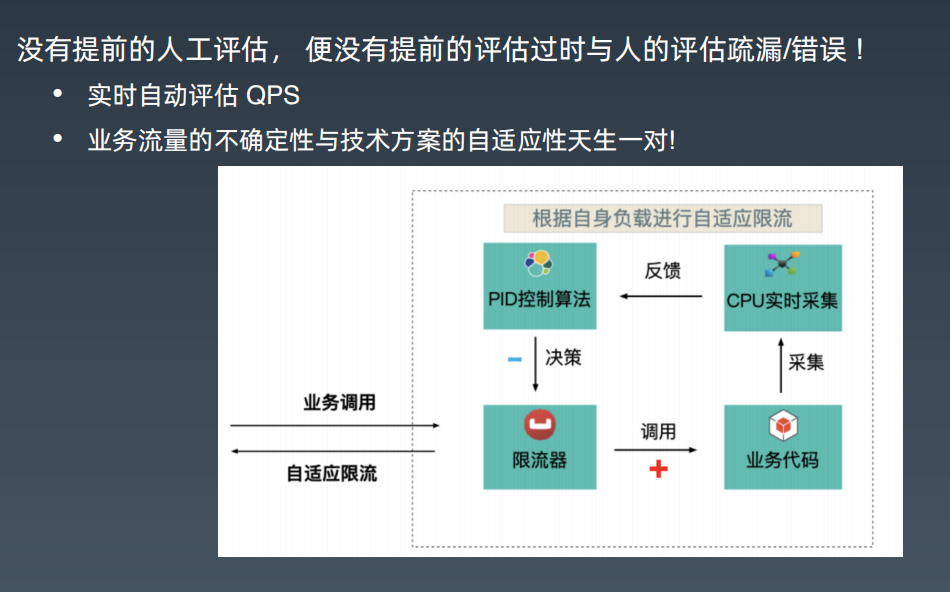 没有提前的人工评估， 便没有提前的评估过时与人的评估疏漏/错误！
• 实时自动评估 QPS
• 业务流量的不确定性与技术方案的自适应性天生一对!
根据自身负载进行自适应限流
PID控制算法
反馈
CPU实时采集
－ 决策
采集
业务调用
自适应限流
限流器
调用
+
业务代码